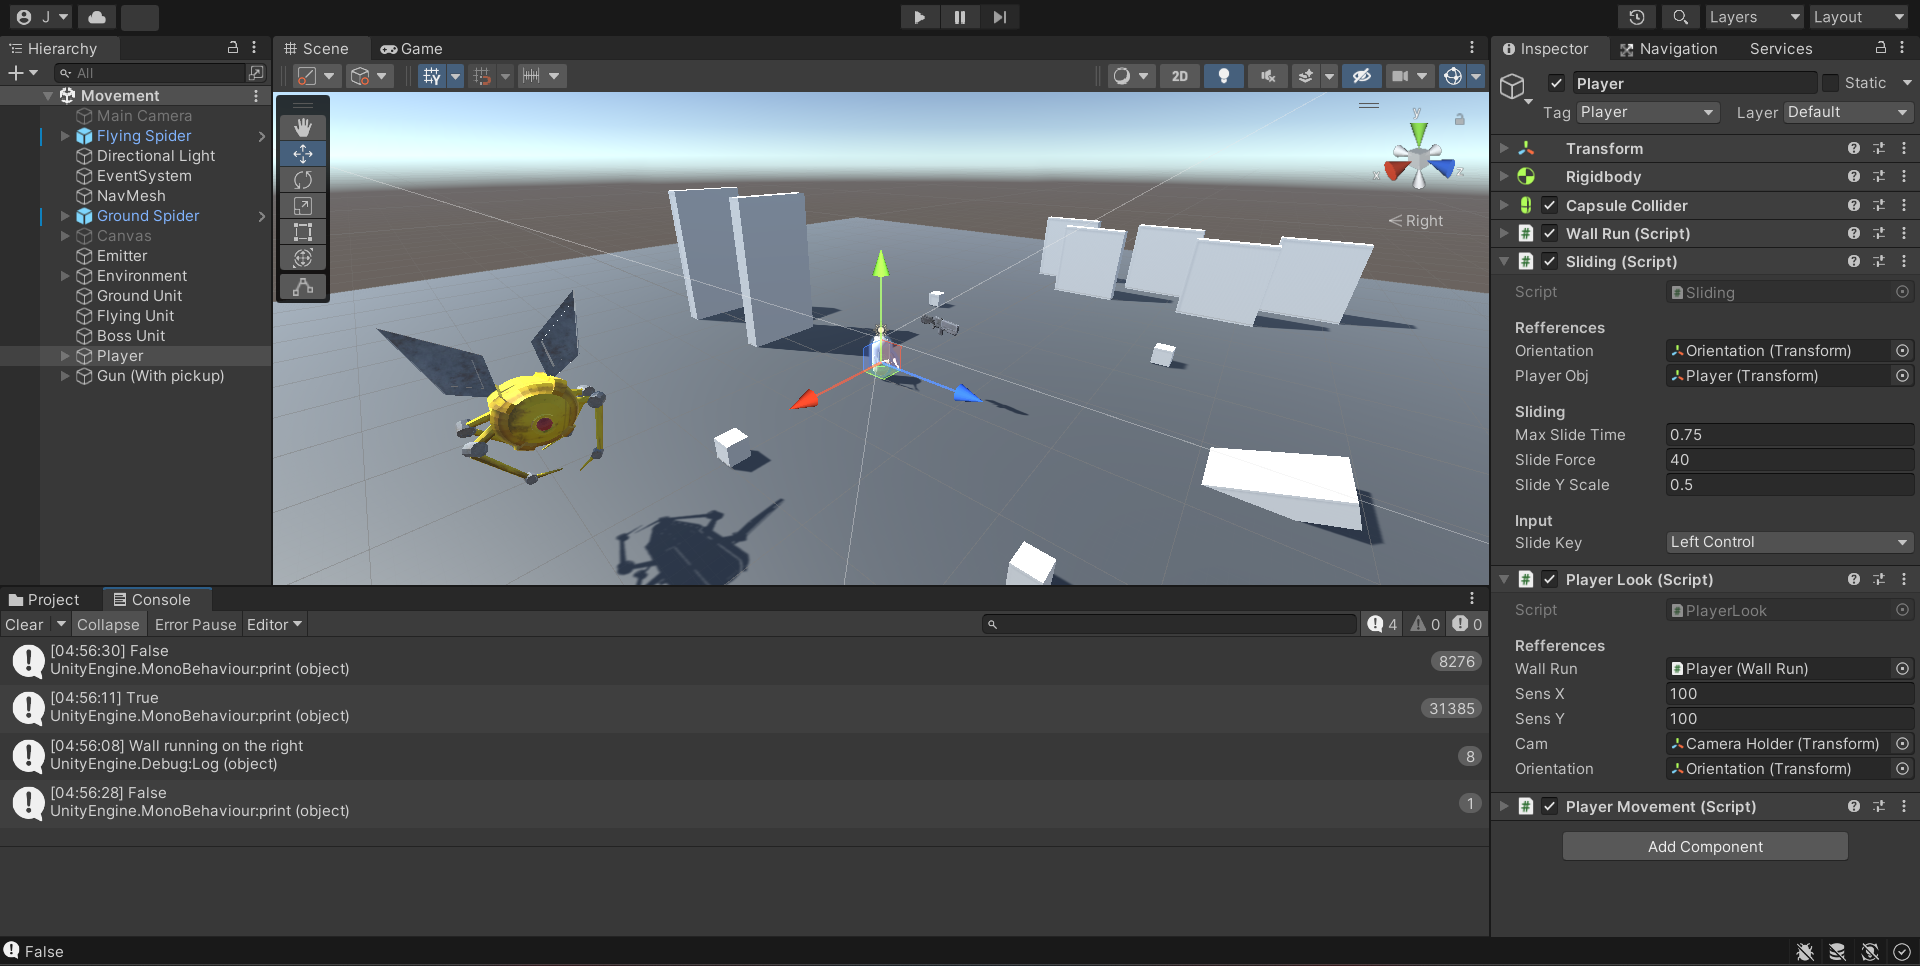 J
Layers
Layout
Hierarchy
All
Movement
Main Camera
Flying Spider
Directional Light
EventSystem
NavMesh
Ground Spider
Canvas
Emitter
Environment
Ground Unit
Flying Unit
Boss Unit
Player
Gun (With pickup)
Scene
Game
2D
y
x
z
Right
Project
Console
Clear
Collapse
Error Pause
Editor
4
0
0
[04:56:30] False
UnityEngine.MonoBehaviour:print (object)
8276
[04:56:11] True
UnityEngine.MonoBehaviour:print (object)
31385
[04:56:08] Wall running on the right
UnityEngine.Debug:Log (object)
8
[04:56:28] False
UnityEngine.MonoBehaviour:print (object)
1
False
Inspector
Navigation
Services
Player
Static
Tag Player
Layer Default
Transform
Rigidbody
Capsule Collider
Wall Run (Script)
Sliding (Script)
Script Sliding
Refferences
Orientation Orientation (Transform)
Player Obj Player (Transform)
Sliding
Max Slide Time 0.75
Slide Force 40
Slide Y Scale 0.5
Input
Slide Key Left Control
Player Look (Script)
Script PlayerLook
Refferences
Wall Run Player (Wall Run)
Sens X 100
Sens Y 100
Cam Camera Holder (Transform)
Orientation Orientation (Transform)
Player Movement (Script)
Add Component